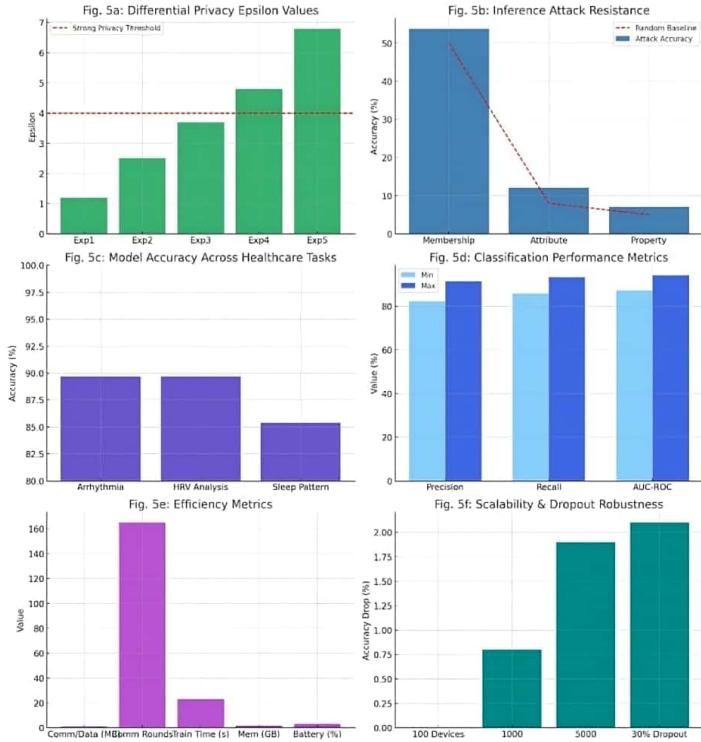 Fig. 5a: Differential Privacy Epsilon Values
7
6
5
4
3
2
1
0
Epsilon
Strong Privacy Threshold
Exp1 Exp2 Exp3 Exp4 Exp5
Fig. 5b: Inference Attack Resistance
50
40
30
20
10
0
Accuracy (%)
Random Baseline
Attack Accuracy
Membership Attribute Property
Fig. 5c: Model Accuracy Across Healthcare Tasks
100.0
97.5
95.0
92.5
90.0
87.5
85.0
82.5
80.0
Accuracy (%)
Arrhythmia HRV Analysis Sleep Pattern
Fig. 5d: Classification Performance Metrics
80
60
40
20
0
Value (%)
Min
Max
Precision Recall AUC-ROC
Fig. 5e: Efficiency Metrics
160
140
120
100
80
60
40
20
0
Value
Comm/Data (MB) Comm Rounds Train Time (s) Mem (GB) Battery (%)
Fig. 5f: Scalability & Dropout Robustness
2.00
1.75
1.50
1.25
1.00
0.75
0.50
0.25
0.00
Accuracy Drop (%)
100 Devices 1000 5000 30% Dropout